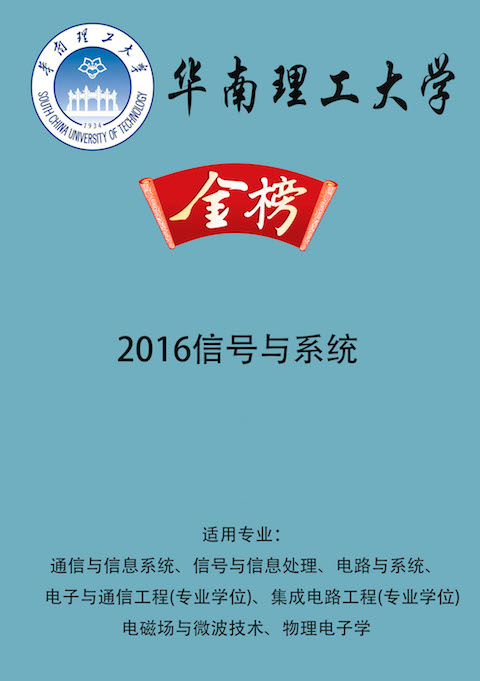 華南理工大學
SOUTH CHINA UNIVERSITY OF TECHNOLOGY
1934
华南理工大学
金榜
2016信号与系统
适用专业:
通信与信息系统、信号与信息处理、电路与系统、
电子与通信工程(专业学位)、集成电路工程(专业学位)
电磁场与微波技术、物理电子学